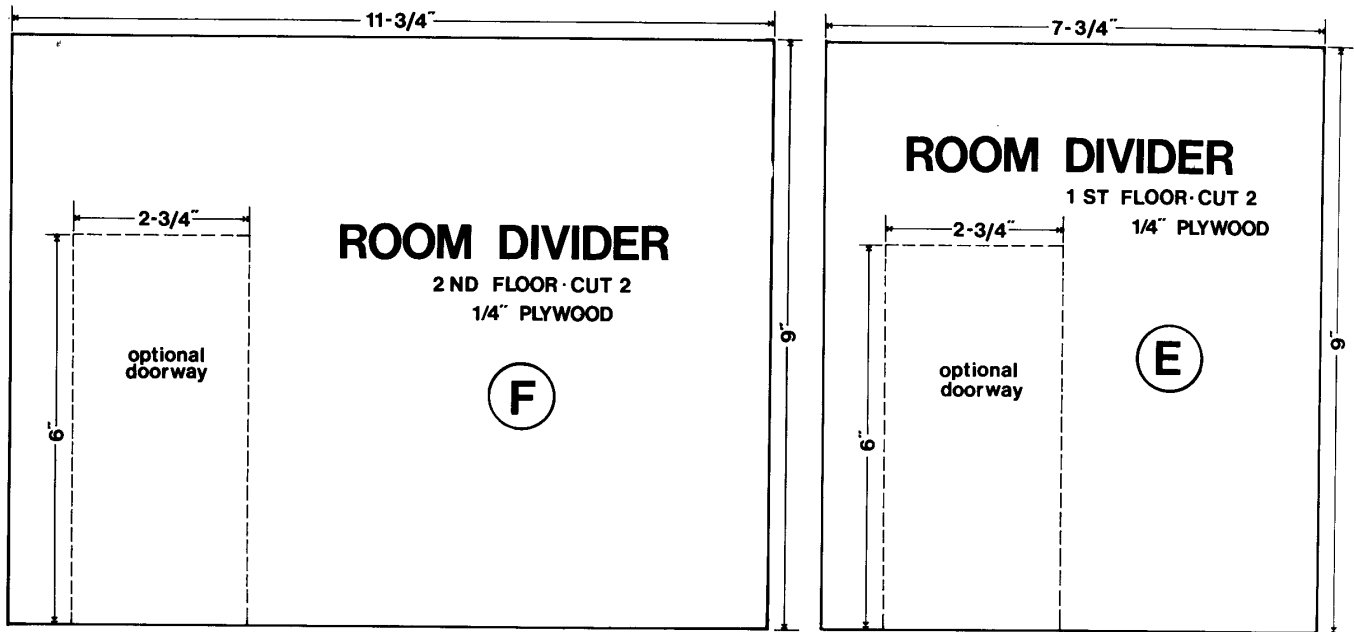 11-3/4"
2-3/4"
ROOM DIVIDER
2 ND FLOOR·CUT 2
1/4" PLYWOOD
optional
doorway
F
6"
9"
7-3/4"
ROOM DIVIDER
1 ST FLOOR·CUT 2
1/4" PLYWOOD
2-3/4"
optional
doorway
E
6"
9"